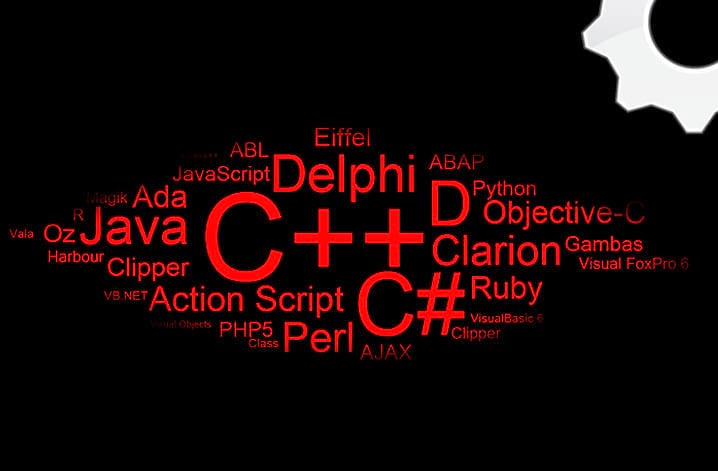 Eiffel
ABL
JavaScript
Delphi
ABAP
Magik
Ada
D
Python
R
Objective-C
Vala
Oz
Java
C++
Clarion
Gambas
Harbour
Clipper
Visual FoxPro 6
VB.NET
Action Script
C#
Ruby
Visual Objects
PHP5
VisualBasic 6
Class
Perl
Clipper
AJAX